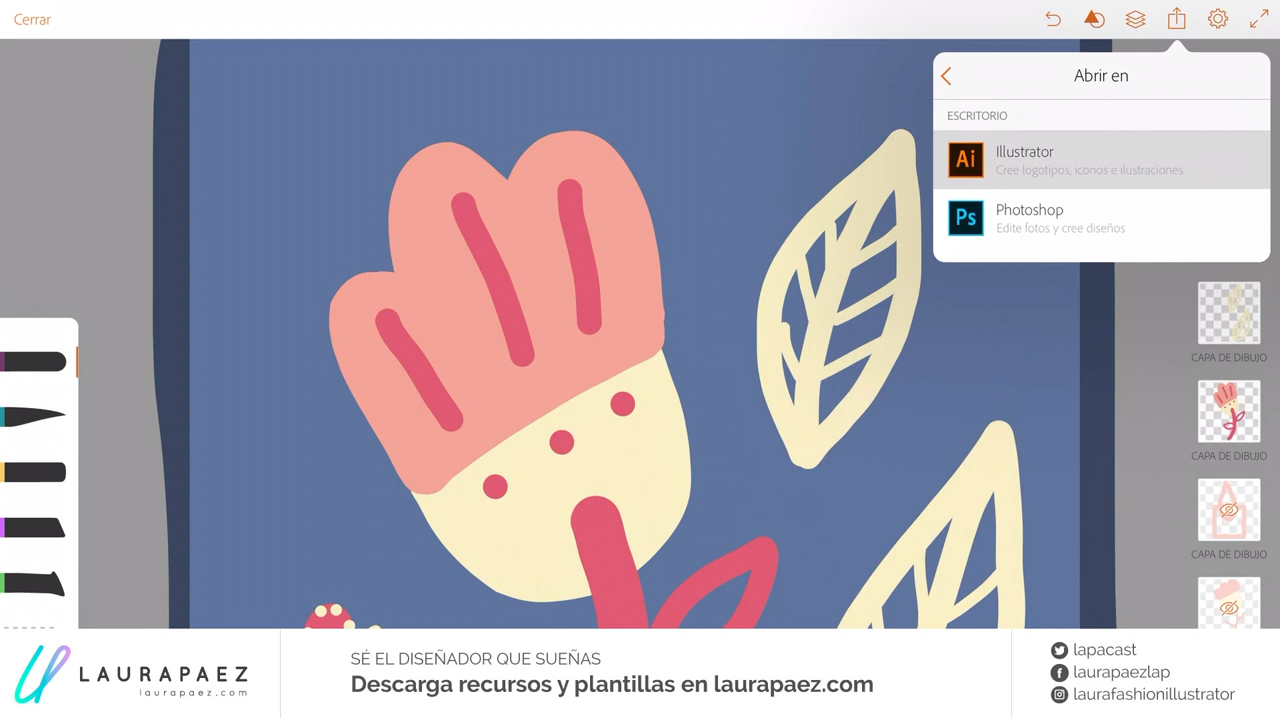 Cerrar
Abrir en
ESCRITORIO
Ai
Illustrator
Cree logotipos, iconos e ilustraciones
Ps
Photoshop
Edite fotos y cree diseños
CAPA DE DIBUJO
CAPA DE DIBUJO
CAPA DE DIBUJO
LAURAPAEZ
laurapaez.com
SÉ EL DISEÑADOR QUE SUEÑAS
Descarga recursos y plantillas en laurapaez.com
lapacast
laurapaezlap
laurafashionillustrator